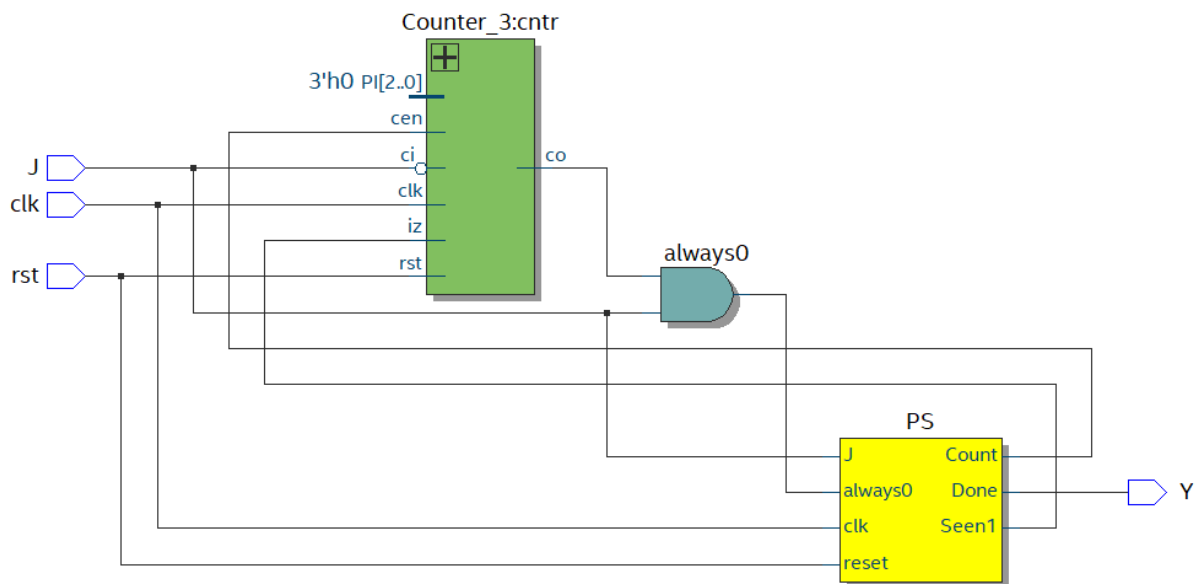 Counter_3:cntr
3'h0 PI[2..0]
cen
J
ci
co
clk
clk
iz
rst
rst
always0
PS
J
Count
always0
Done
Y
clk
Seen1
reset